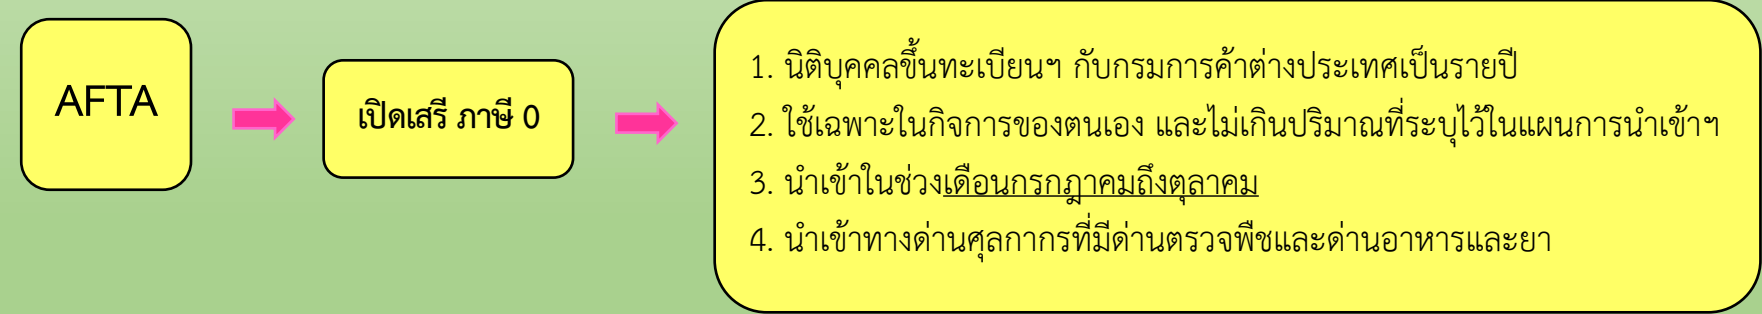 AFTA
เปิดเสรี ภาษี 0
1. นิติบุคคลขึ้นทะเบียนฯ กับกรมการค้าต่างประเทศเป็นรายปี
2. ใช้เฉพาะในกิจการของตนเอง และไม่เกินปริมาณที่ระบุไว้ในแผนการนำเข้าฯ
3. นำเข้าในช่วงเดือนกรกฎาคมถึงตุลาคม
4. นำเข้าทางด่านศุลกากรที่มีด่านตรวจพืชและด่านอาหารและยา